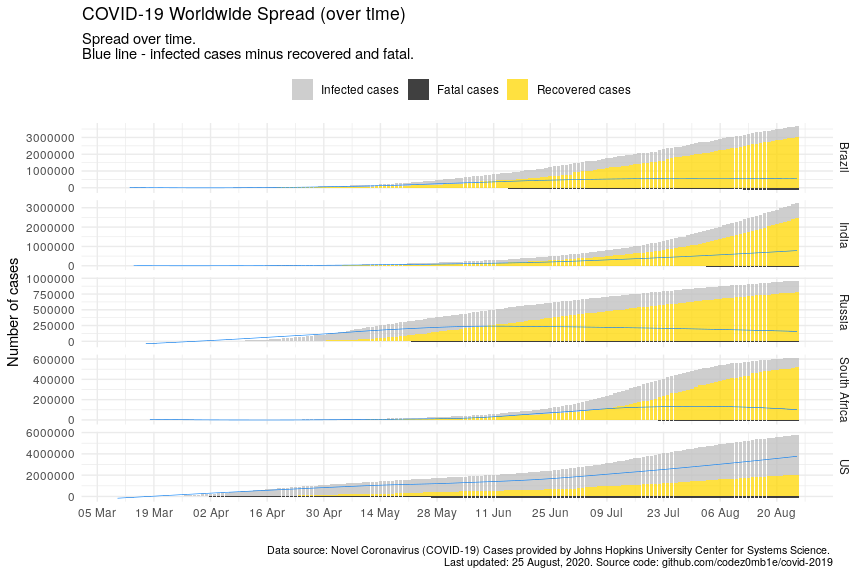 COVID-19 Worldwide Spread (over time)
Spread over time.
Blue line - infected cases minus recovered and fatal.
Infected cases Fatal cases Recovered cases
Number of cases
3000000
2000000
1000000
0
Brazil
3000000
2000000
1000000
0
India
1000000
750000
500000
250000
0
Russia
600000
400000
200000
0
South Africa
6000000
4000000
2000000
0
US
05 Mar 19 Mar 02 Apr 16 Apr 30 Apr 14 May 28 May 11 Jun 25 Jun 09 Jul 23 Jul 06 Aug 20 Aug
Data source: Novel Coronavirus (COVID-19) Cases provided by Johns Hopkins University Center for Systems Science.
Last updated: 25 August, 2020. Source code: github.com/codez0mb1e/covid-2019